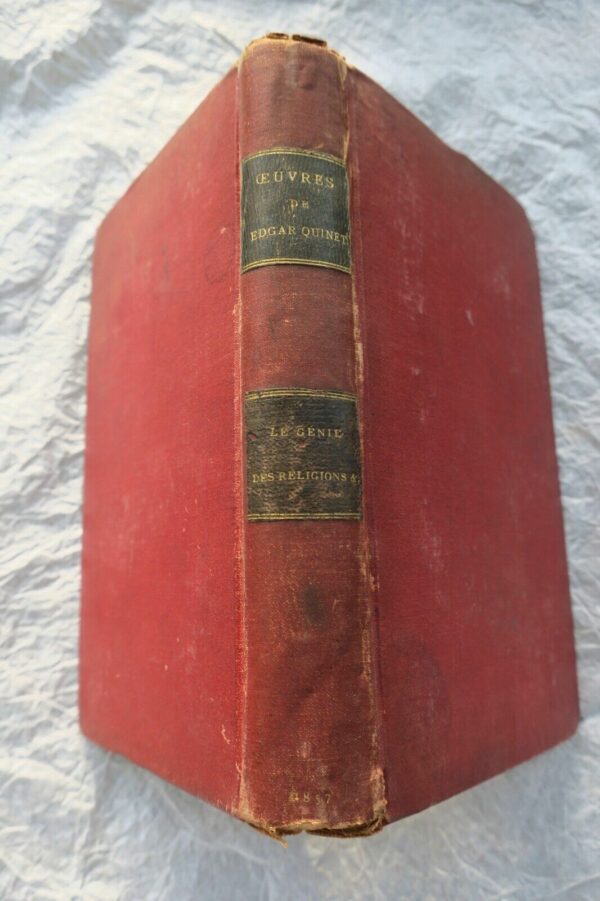 ŒUVRES
DE
EDGAR QUINET
LE GÉNIE
DES RELIGIONS &